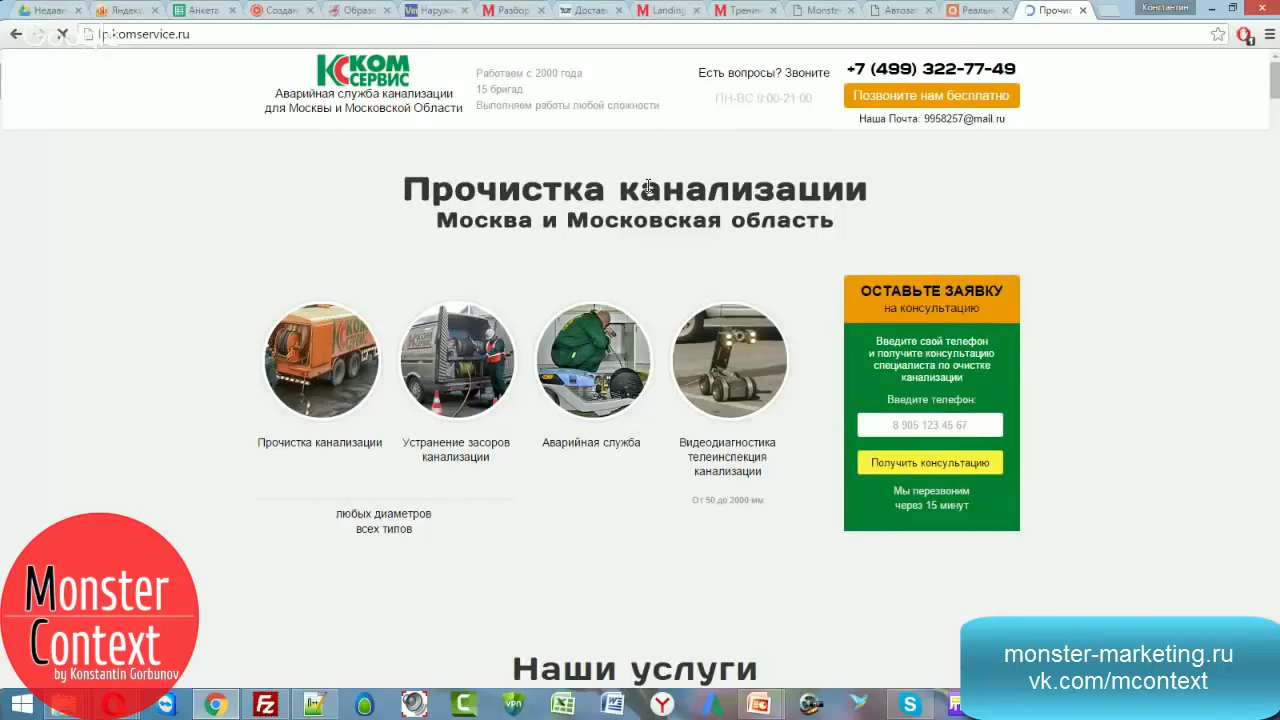 Недавн
Яндекс.
Анкета
Создан
Образо
Наружн
Разбор
Достав
Landing
Тренин
Monster
Автозаг
Реальн
Прочис
Константин
lp.komservice.ru
КОМ
СЕРВИС
Аварийная служба канализации
для Москвы и Московской Области
Работаем с 2000 года
15 бригад
Выполняем работы любой сложности
Есть вопросы? Звоните
ПН-ВС 9:00-21:00
+7 (499) 322-77-49
Позвоните нам бесплатно
Наша Почта: 9958257@mail.ru
Прочистка канализации
Москва и Московская область
Прочистка канализации
Устранение засоров
канализации
Аварийная служба
Видеодиагностика
телеинспекция
канализации
От 50 до 2000 мм
любых диаметров
всех типов
ОСТАВЬТЕ ЗАЯВКУ
на консультацию
Введите свой телефон
и получите консультацию
специалиста по очистке
канализации
Введите телефон:
8 905 123 45 67
Получить консультацию
Мы перезвоним
через 15 минут
Наши услуги
Monster
Context
by Konstantin Gorbunov
monster-marketing.ru
vk.com/mcontext